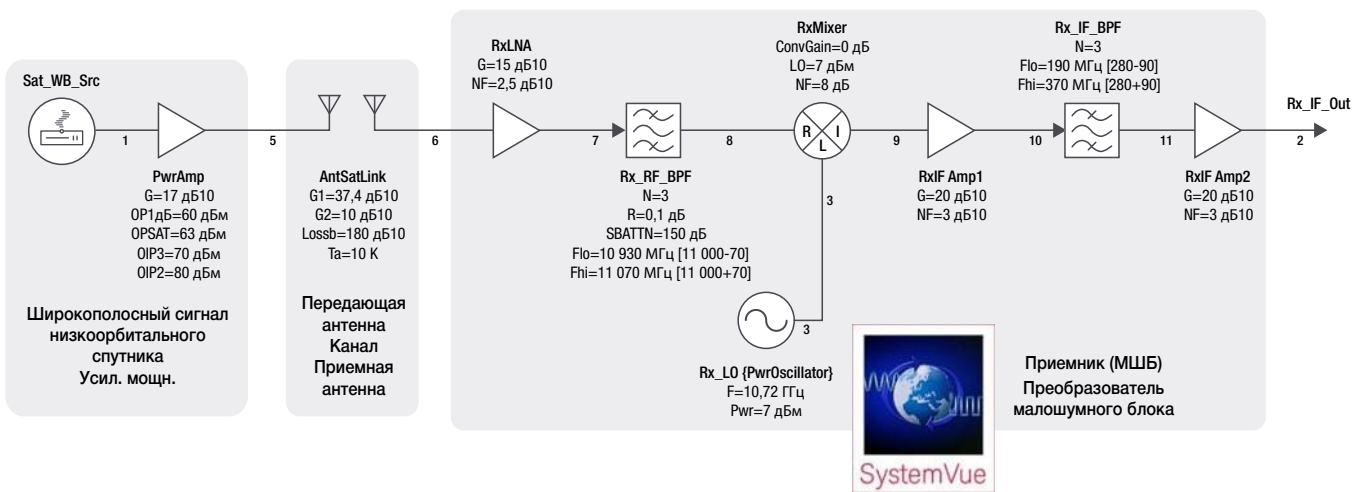 Sat_WB_Src
1
PwrAmp
G=17 дБ10
OP1дБ=60 дБм
OPSAT=63 дБм
OIP3=70 дБм
OIP2=80 дБм
Широкополосный сигнал
низкоорбитального
спутника
Усил. мощн.
5
AntSatLink
G1=37,4 дБ10
G2=10 дБ10
Lossb=180 дБ10
Ta=10 К
Передающая
антенна
Канал
Приемная
антенна
6
RxLNA
G=15 дБ10
NF=2,5 дБ10
7
Rx_RF_BPF
N=3
R=0,1 дБ
SBATTN=150 дБ
Flo=10 930 МГц [11 000-70]
Fhi=11 070 МГц [11 000+70]
8
RxMixer
ConvGain=0 дБ
LO=7 дБм
NF=8 дБ
R
I
L
3
3
Rx_LO {PwrOscillator}
F=10,72 ГГц
Pwr=7 дБм
9
RxIF Amp1
G=20 дБ10
NF=3 дБ10
10
Rx_IF_BPF
N=3
Flo=190 МГц [280-90]
Fhi=370 МГц [280+90]
11
RxIF Amp2
G=20 дБ10
NF=3 дБ10
Rx_IF_Out
2
SystemVue
Приемник (МШБ)
Преобразователь
малошумного блока